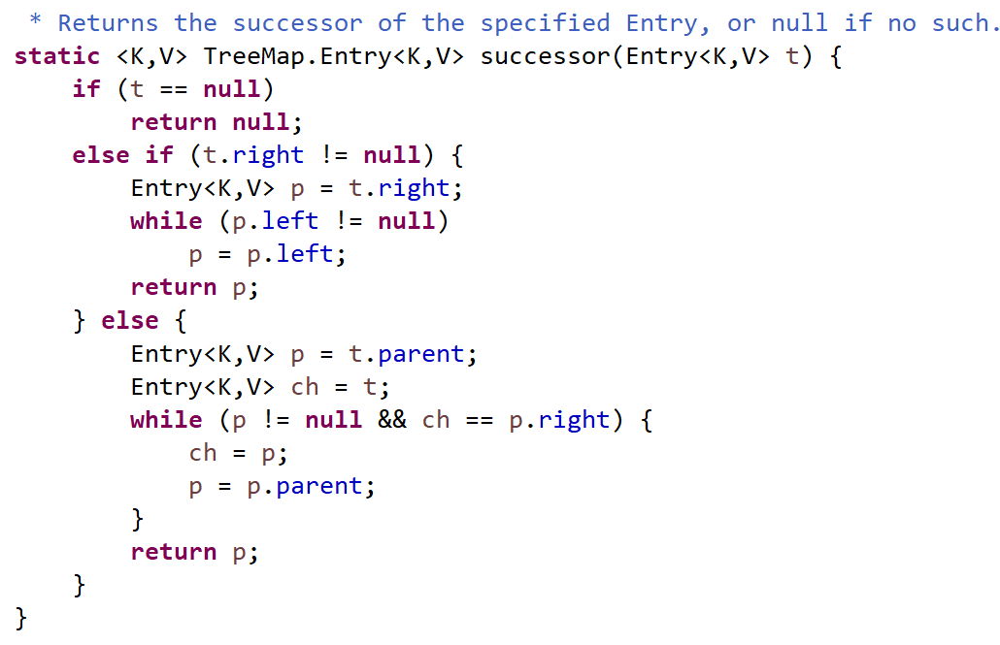 * Returns the successor of the specified Entry, or null if no such.
static <K,V> TreeMap.Entry<K,V> successor(Entry<K,V> t) {
    if (t == null)
        return null;
    else if (t.right != null) {
        Entry<K,V> p = t.right;
        while (p.left != null)
            p = p.left;
        return p;
    } else {
        Entry<K,V> p = t.parent;
        Entry<K,V> ch = t;
        while (p != null && ch == p.right) {
            ch = p;
            p = p.parent;
        }
        return p;
    }
}